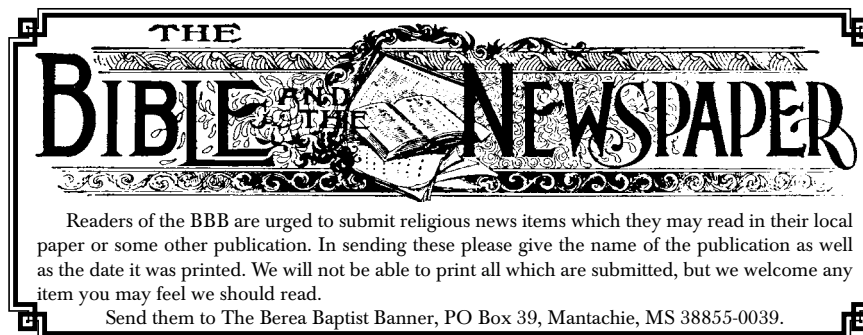 THE
BIBLE AND THE NEWSPAPER
Readers of the BBB are urged to submit religious news items which they may read in their local
paper or some other publication. In sending these please give the name of the publication as well
as the date it was printed. We will not be able to print all which are submitted, but we welcome any
item you may feel we should read.
Send them to The Berea Baptist Banner, PO Box 39, Mantachie, MS 38855-0039.